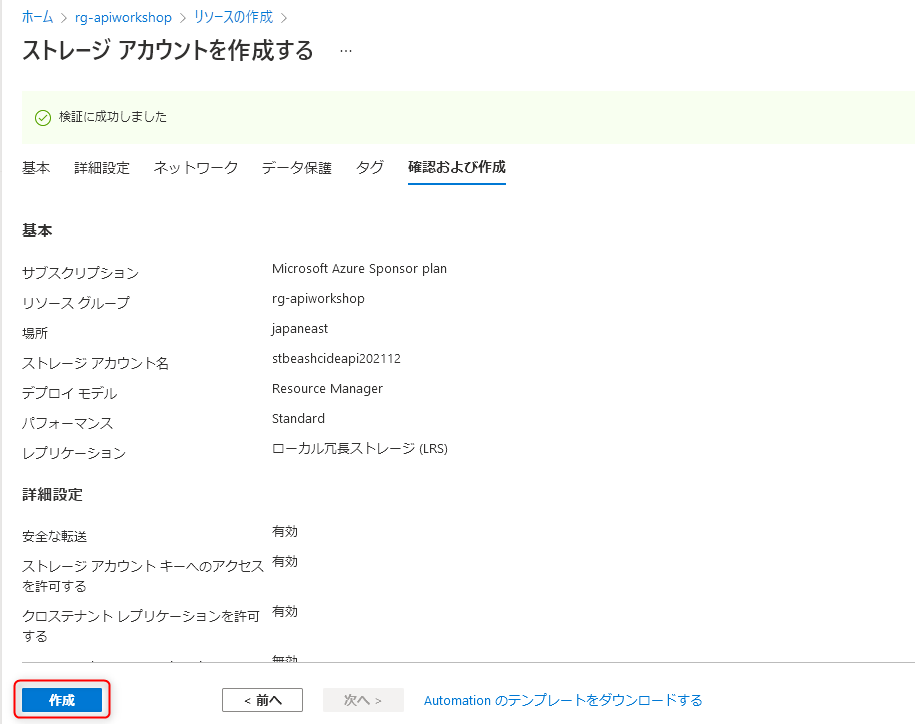 ホーム > rg-apiworkshop > リソースの作成 >
ストレージ アカウントを作成する ...
検証に成功しました
基本 詳細設定 ネットワーク データ保護 タグ 確認および作成
基本
サブスクリプション Microsoft Azure Sponsor plan
リソース グループ rg-apiworkshop
場所 japaneast
ストレージ アカウント名 stbeashcideapi202112
デプロイ モデル Resource Manager
パフォーマンス Standard
レプリケーション ローカル冗長ストレージ (LRS)
詳細設定
安全な転送 有効
ストレージ アカウント キーへのアクセス 有効
を許可する
クロステナント レプリケーションを許可 有効
する
無効
作成 < 前へ 次へ > Automation のテンプレートをダウンロードする